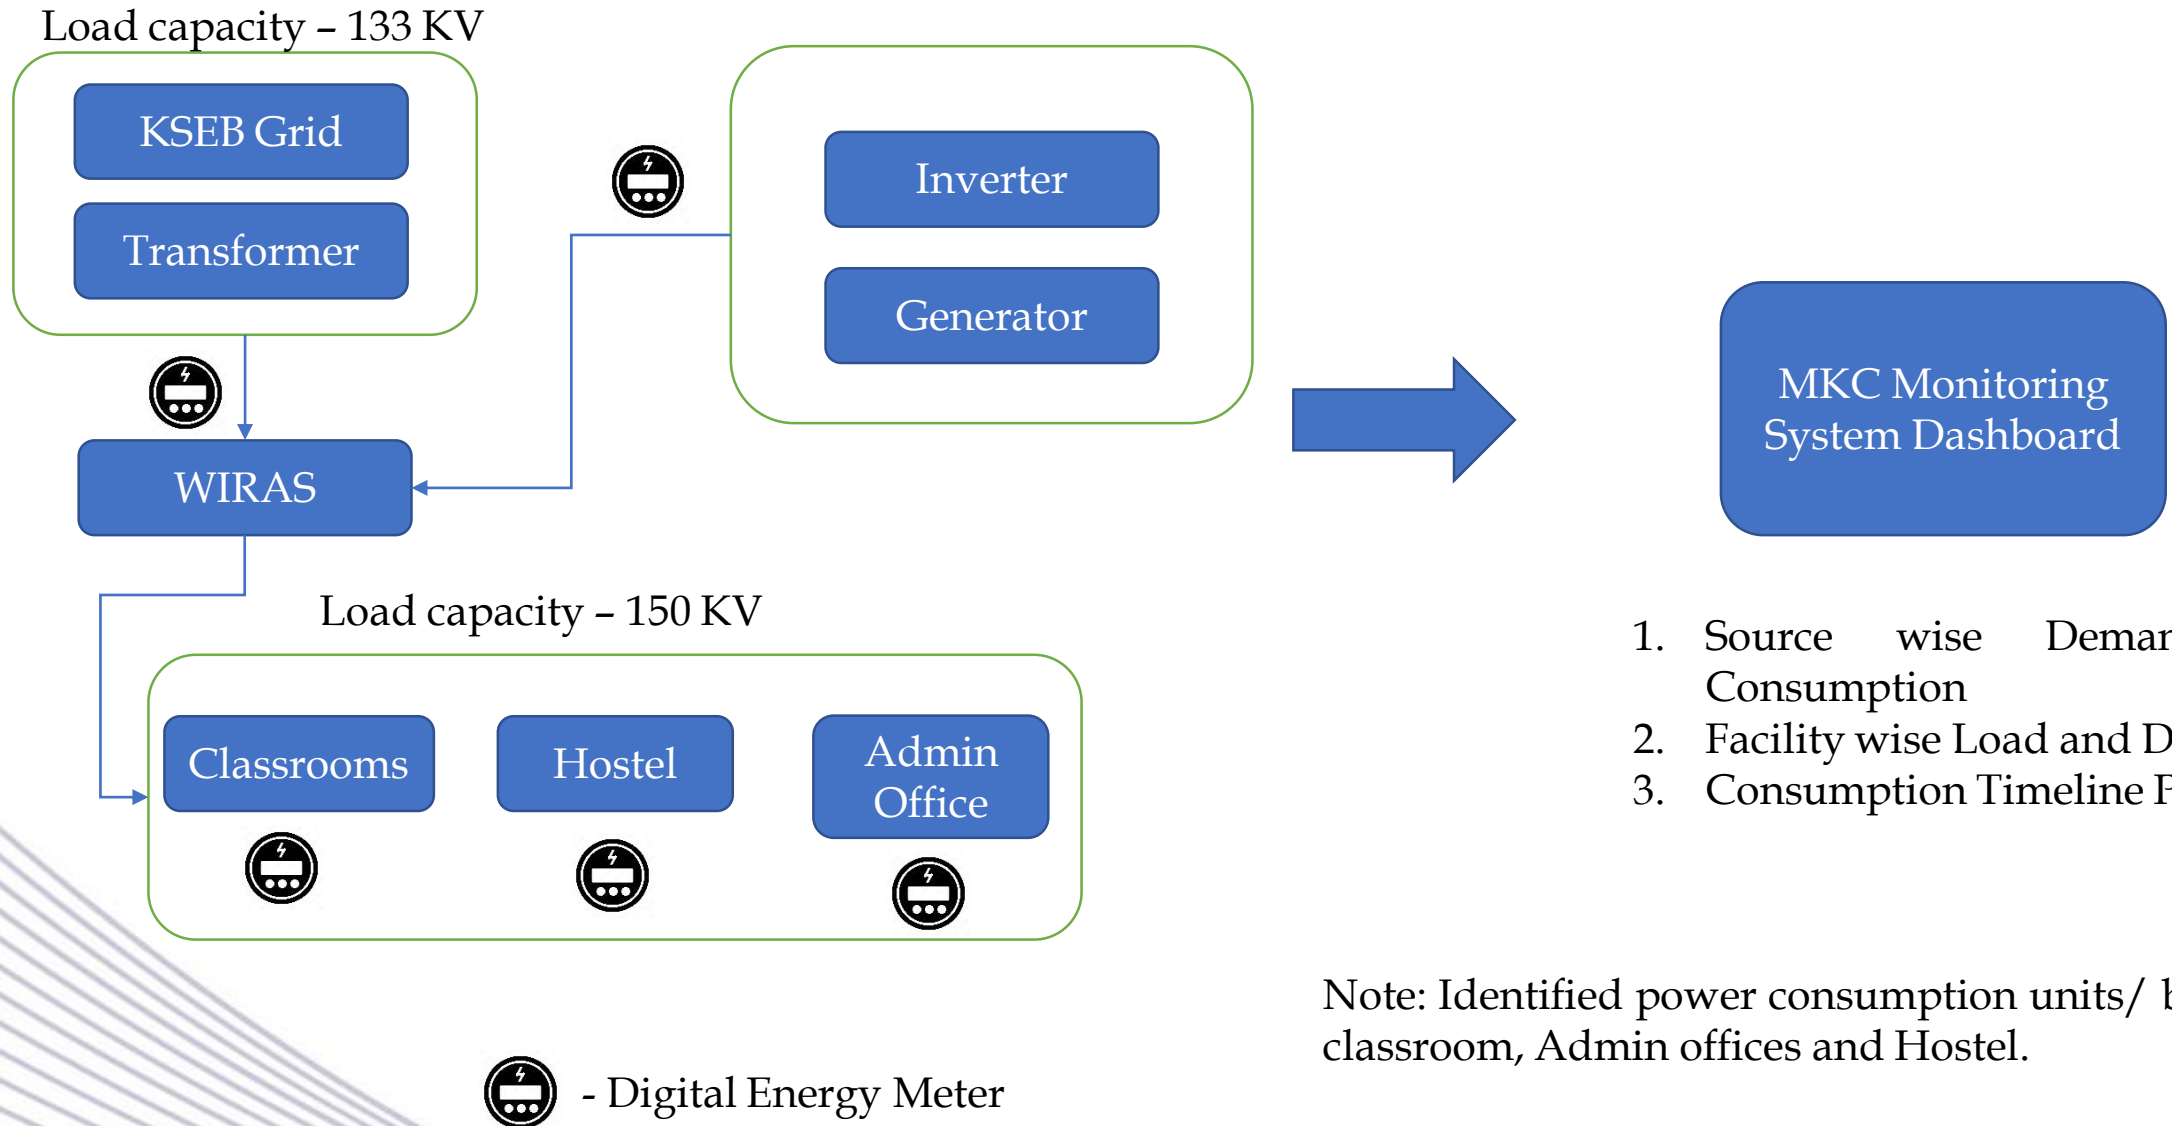 Load capacity – 133 KV
KSEB Grid
Transformer
Inverter
Generator
WIRAS
MKC Monitoring
System Dashboard
Load capacity – 150 KV
Classrooms
Hostel
Admin
Office
1. Source wise
Consumption
2. Facility wise Load and
3. Consumption Timeline
Note: Identified power consumption units/
classroom, Admin offices and Hostel.
- Digital Energy Meter